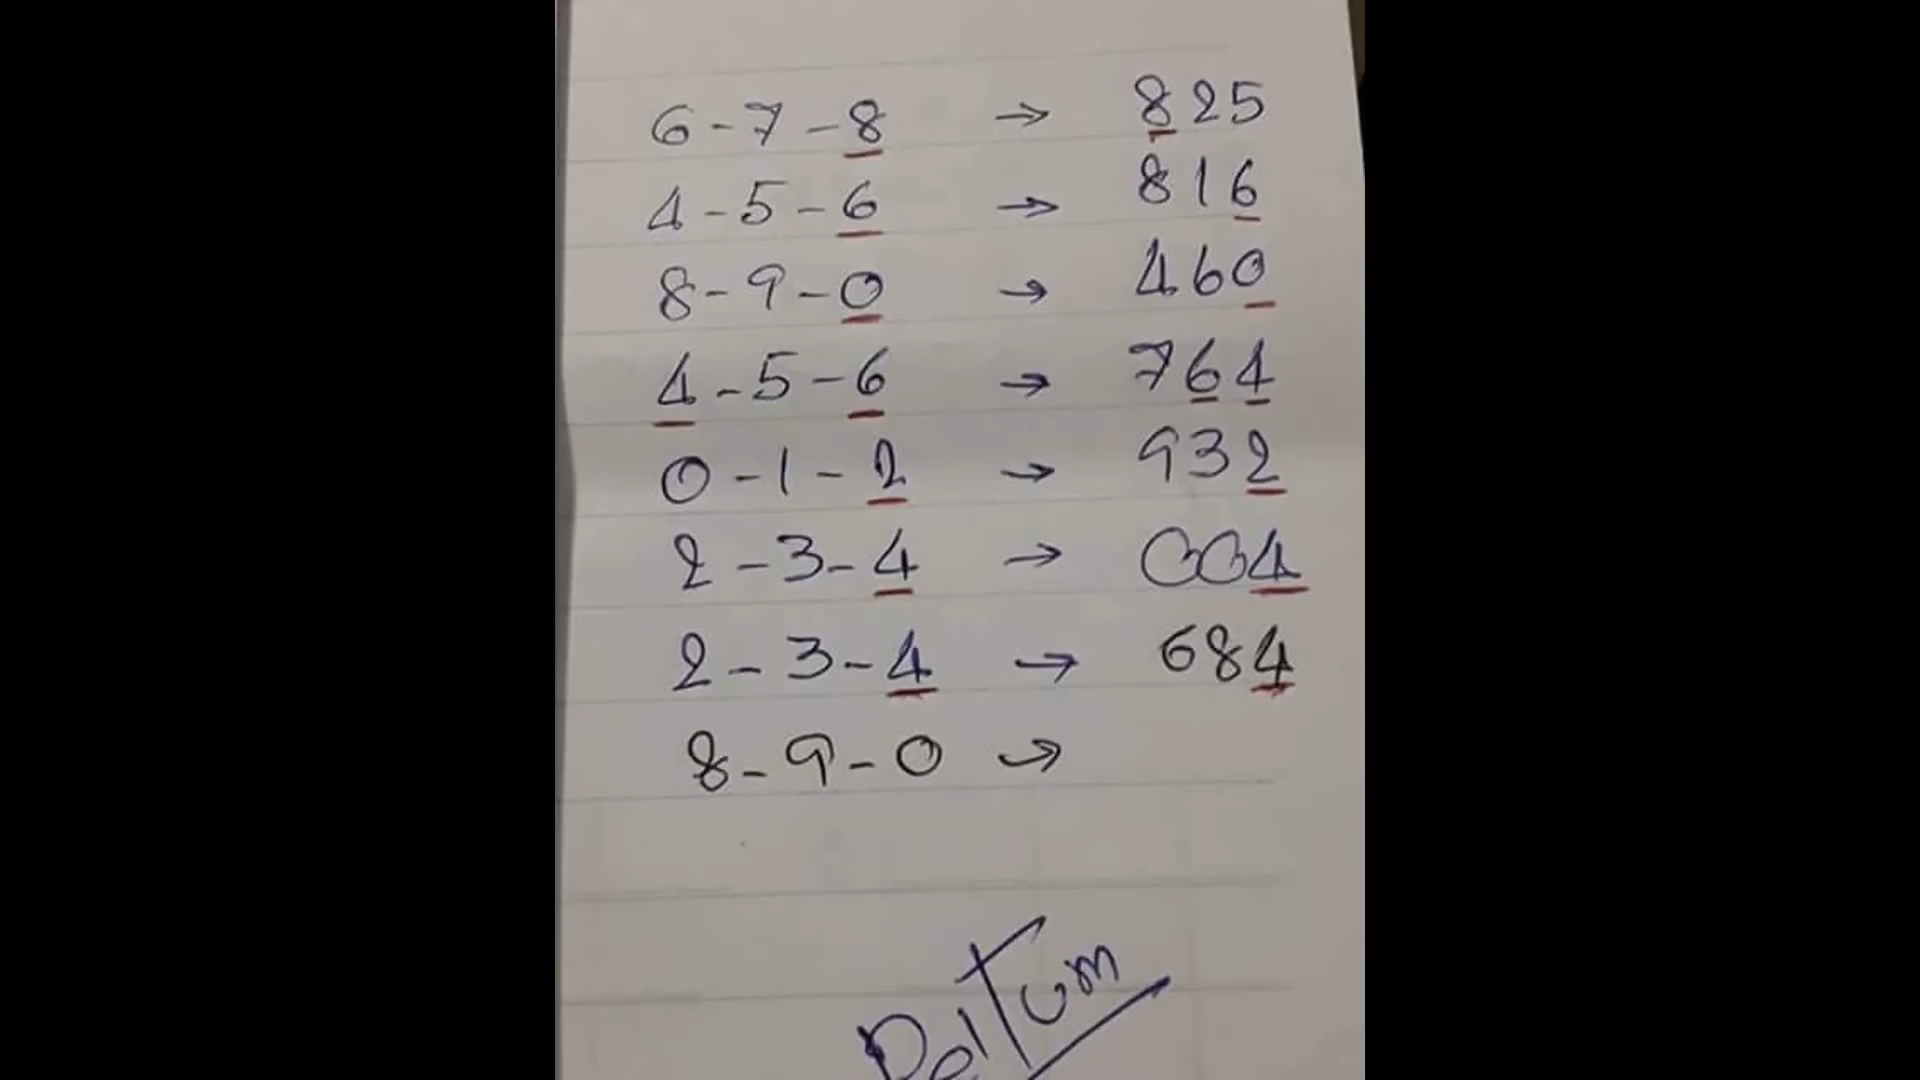 6-7-8 → 825
4-5-6 → 816
8-9-0 → 460
4-5-6 → 764
0-1-2 → 932
2-3-4 → 004
2-3-4 → 684
8-9-0 →